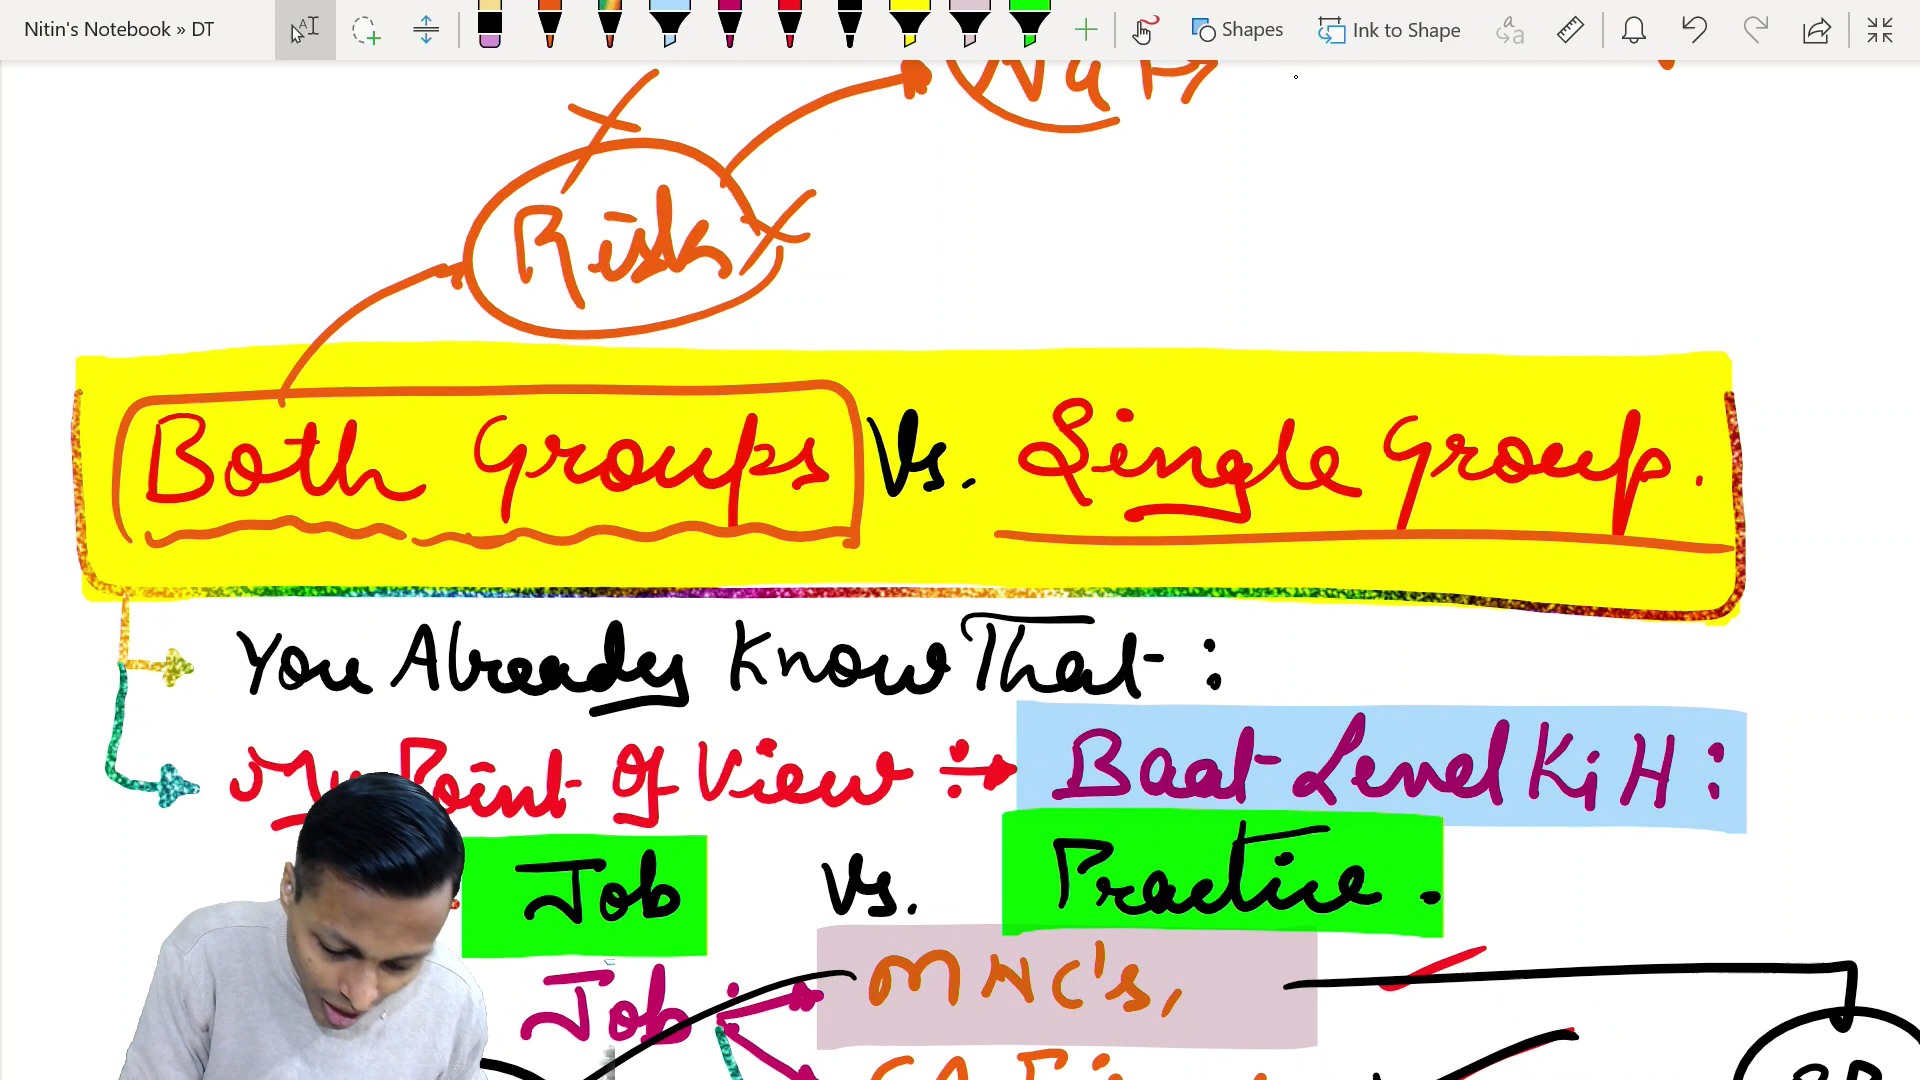 Nitin's Notebook » DT
Shapes
Ink to Shape
Risk
Both Groups Vs. Single Group.
You Already Know That :
My Point Of View ÷→ Baat Level Ki H :
Job Vs. Practice.
Job : MNC's,